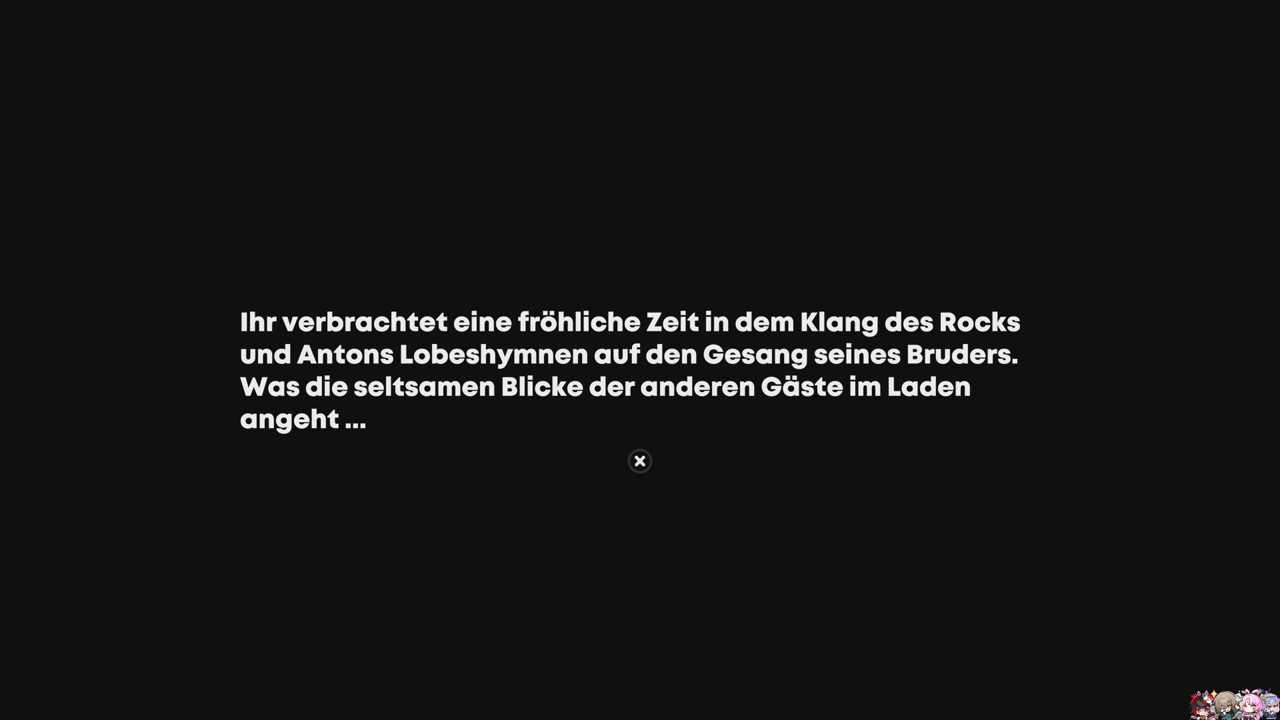 Ihr verbrachtet eine fröhliche Zeit in dem Klang des Rocks
und Antons Lobeshymnen auf den Gesang seines Bruders.
Was die seltsamen Blicke der anderen Gäste im Laden
angeht ...